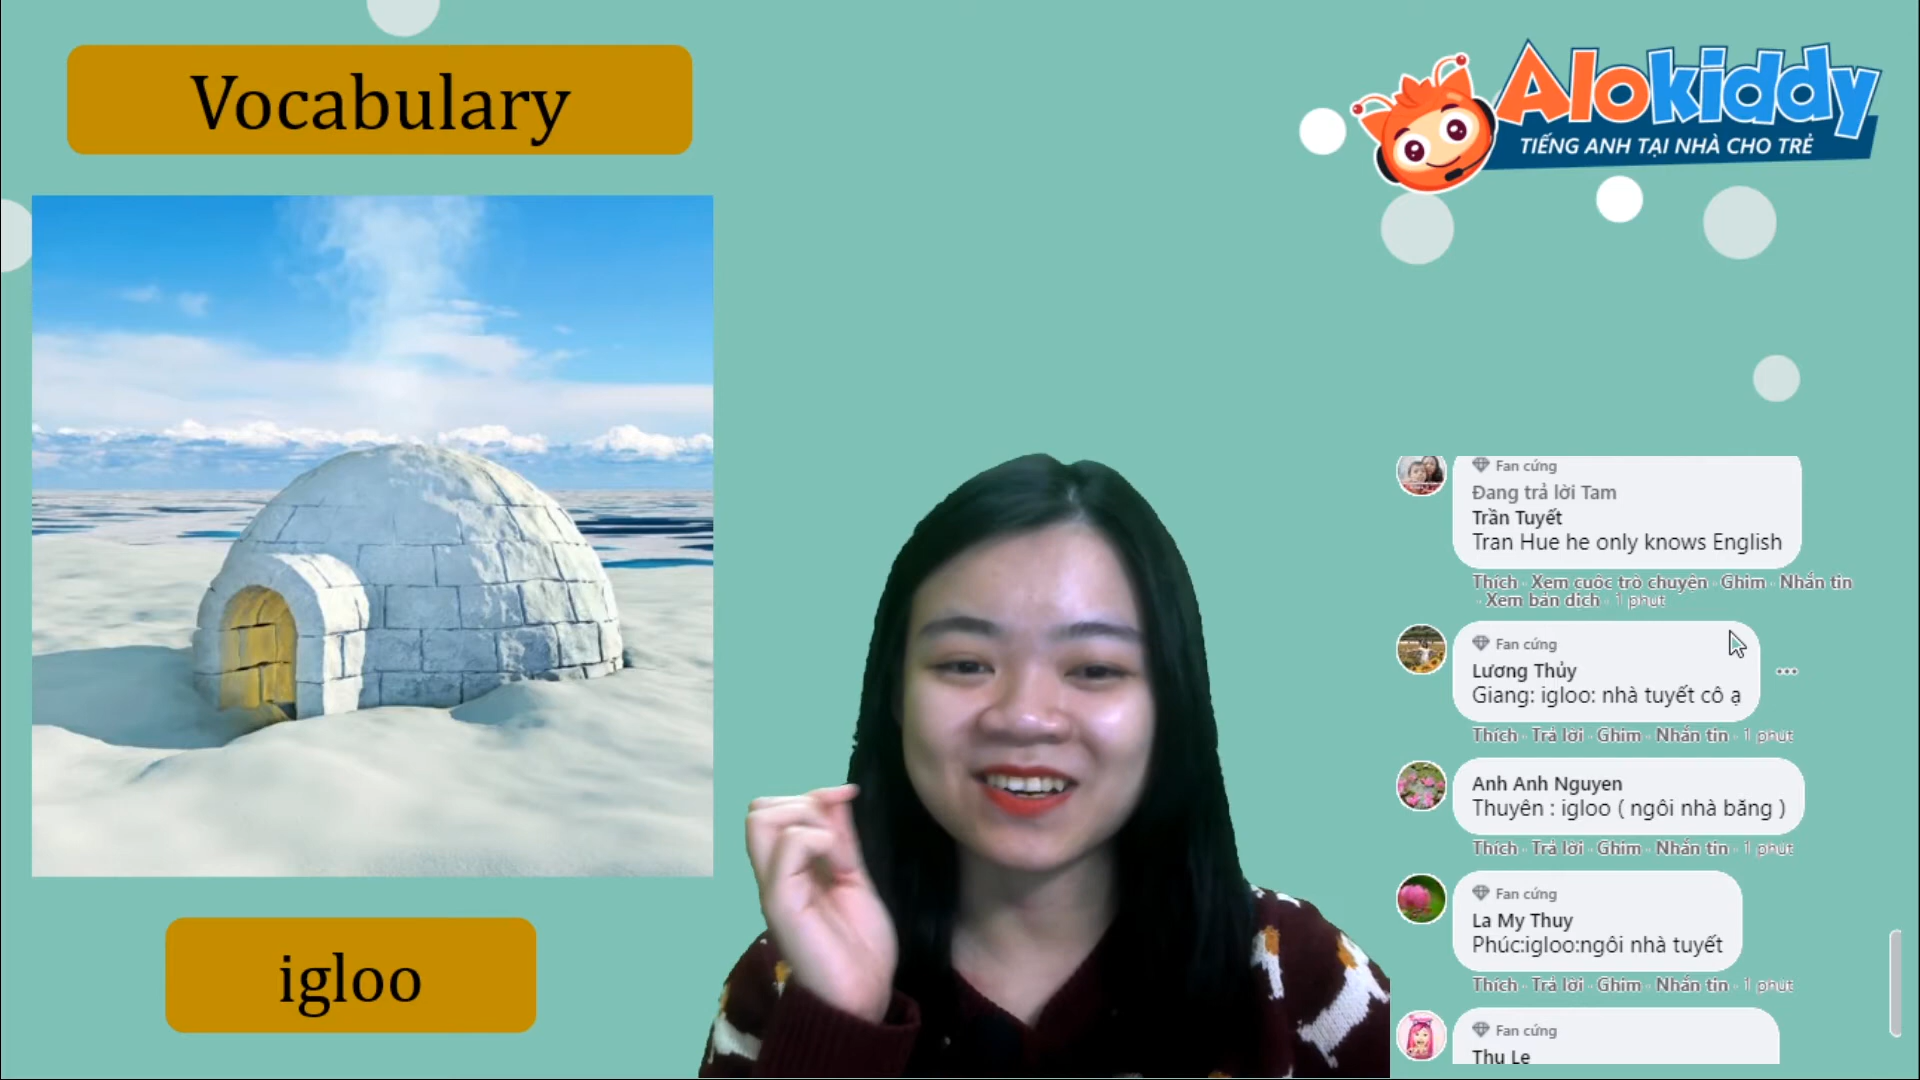 Vocabulary
Alokiddy
TIẾNG ANH TẠI NHÀ CHO TRẺ
igloo
Fan cứng
Đang trả lời Tam
Trần Tuyết
Tran Hue he only knows English
Thích · Xem cuộc trò chuyện · Ghim · Nhắn tin
· Xem bản dịch · 1 phút
Fan cứng
Lương Thủy
Giang: igloo: nhà tuyết cô ạ
Thích · Trả lời · Ghim · Nhắn tin · 1 phút
Anh Anh Nguyen
Thuyên : igloo ( ngôi nhà băng )
Thích · Trả lời · Ghim · Nhắn tin · 1 phút
Fan cứng
La My Thuy
Phúc:igloo:ngôi nhà tuyết
Thích · Trả lời · Ghim · Nhắn tin · 1 phút
Fan cứng
Thu Le